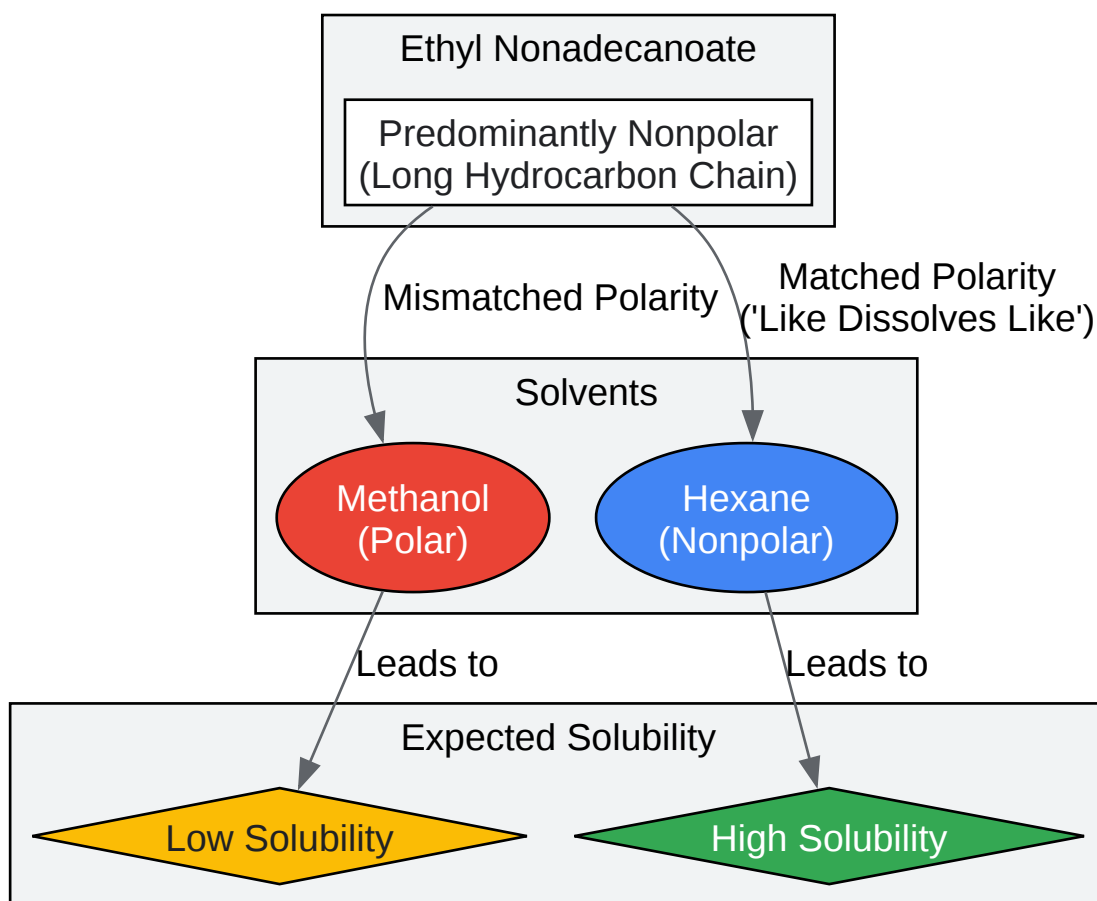 Ethyl Nonadecanoate
Predominantly Nonpolar
(Long Hydrocarbon Chain)
Mismatched Polarity
Matched Polarity
('Like Dissolves Like')
Solvents
Methanol
(Polar)
Hexane
(Nonpolar)
Leads to
Leads to
Expected Solubility
Low Solubility
High Solubility